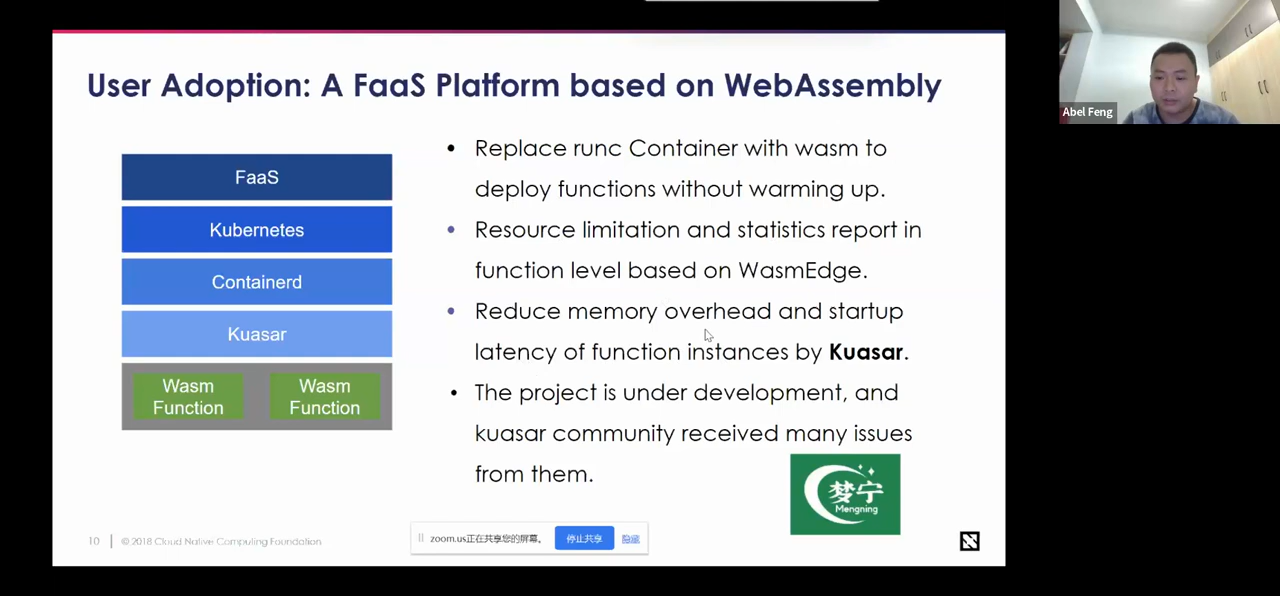 User Adoption: A FaaS Platform based on WebAssembly
FaaS
Kubernetes
Containerd
Kuasar
Wasm
Function
Wasm
Function
• Replace runc Container with wasm to
deploy functions without warming up.
• Resource limitation and statistics report in
function level based on WasmEdge.
• Reduce memory overhead and startup
latency of function instances by Kuasar.
• The project is under development, and
kuasar community received many issues
from them.
梦宁
Mengning
10 | © 2018 Cloud Native Computing Foundation
zoom.us正在共享您的屏幕。 停止共享 隐藏
Abel Feng